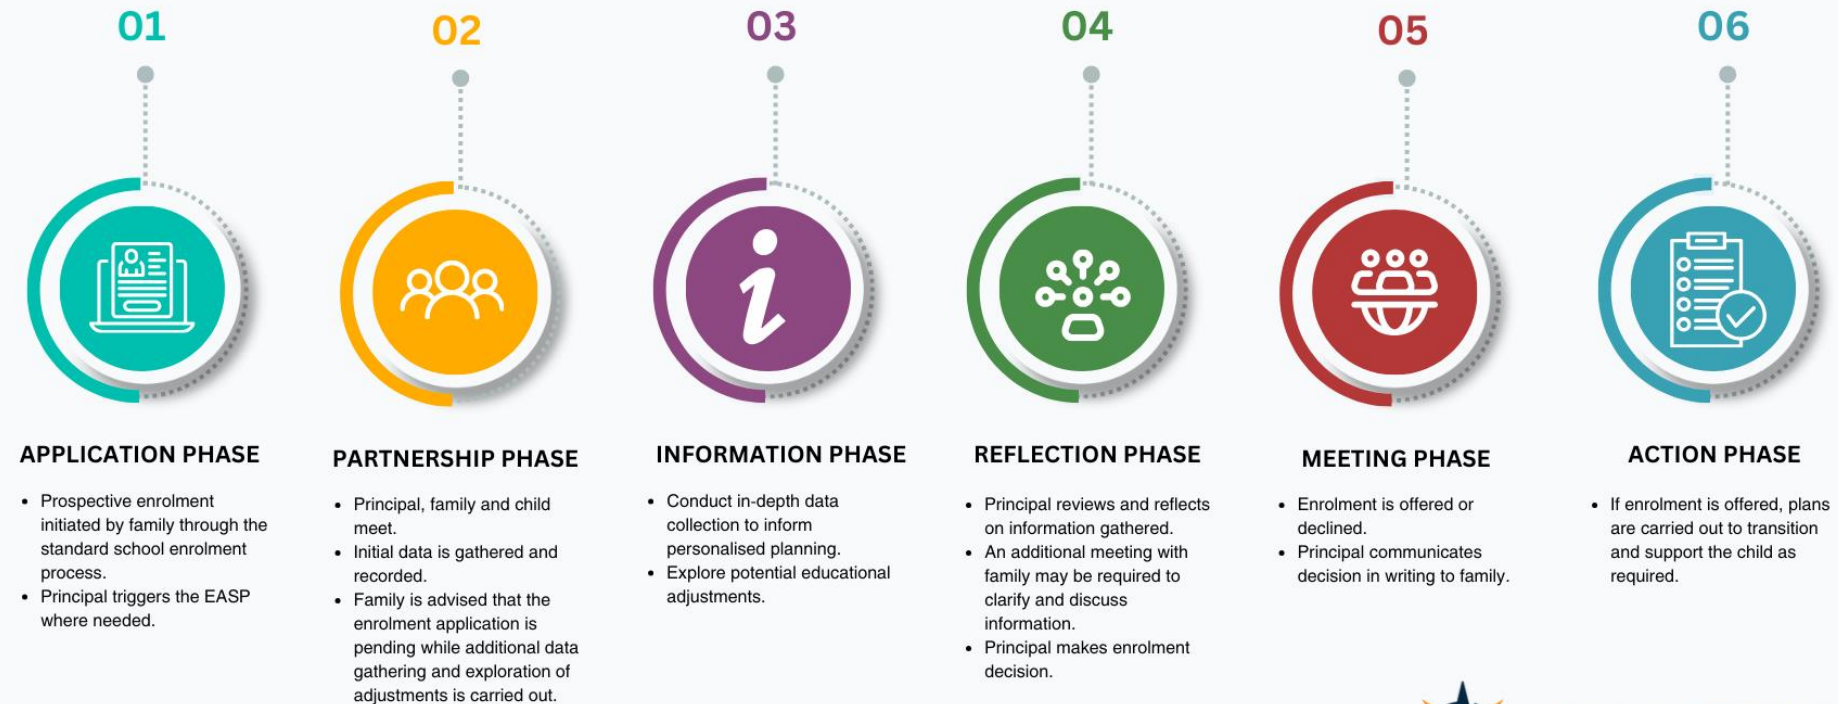 01
APPLICATION PHASE
• Prospective enrolment
initiated by family through the
standard school enrolment
process.
• Principal triggers the EASP
where needed.
02
PARTNERSHIP PHASE
• Principal, family and child
meet.
• Initial data is gathered and
recorded.
• Family is advised that the
enrolment application is
pending while additional data
gathering and exploration of
adjustments is carried out.
03
INFORMATION PHASE
• Conduct in-depth data
collection to inform
personalised planning.
• Explore potential educational
adjustments.
04
REFLECTION PHASE
• Principal reviews and reflects
on information gathered.
• An additional meeting with
family may be required to
clarify and discuss
information.
• Principal makes enrolment
decision.
05
MEETING PHASE
• Enrolment is offered or
declined.
• Principal communicates
decision in writing to family.
06
ACTION PHASE
• If enrolment is offered, plans
are carried out to transition
and support the child as
required.